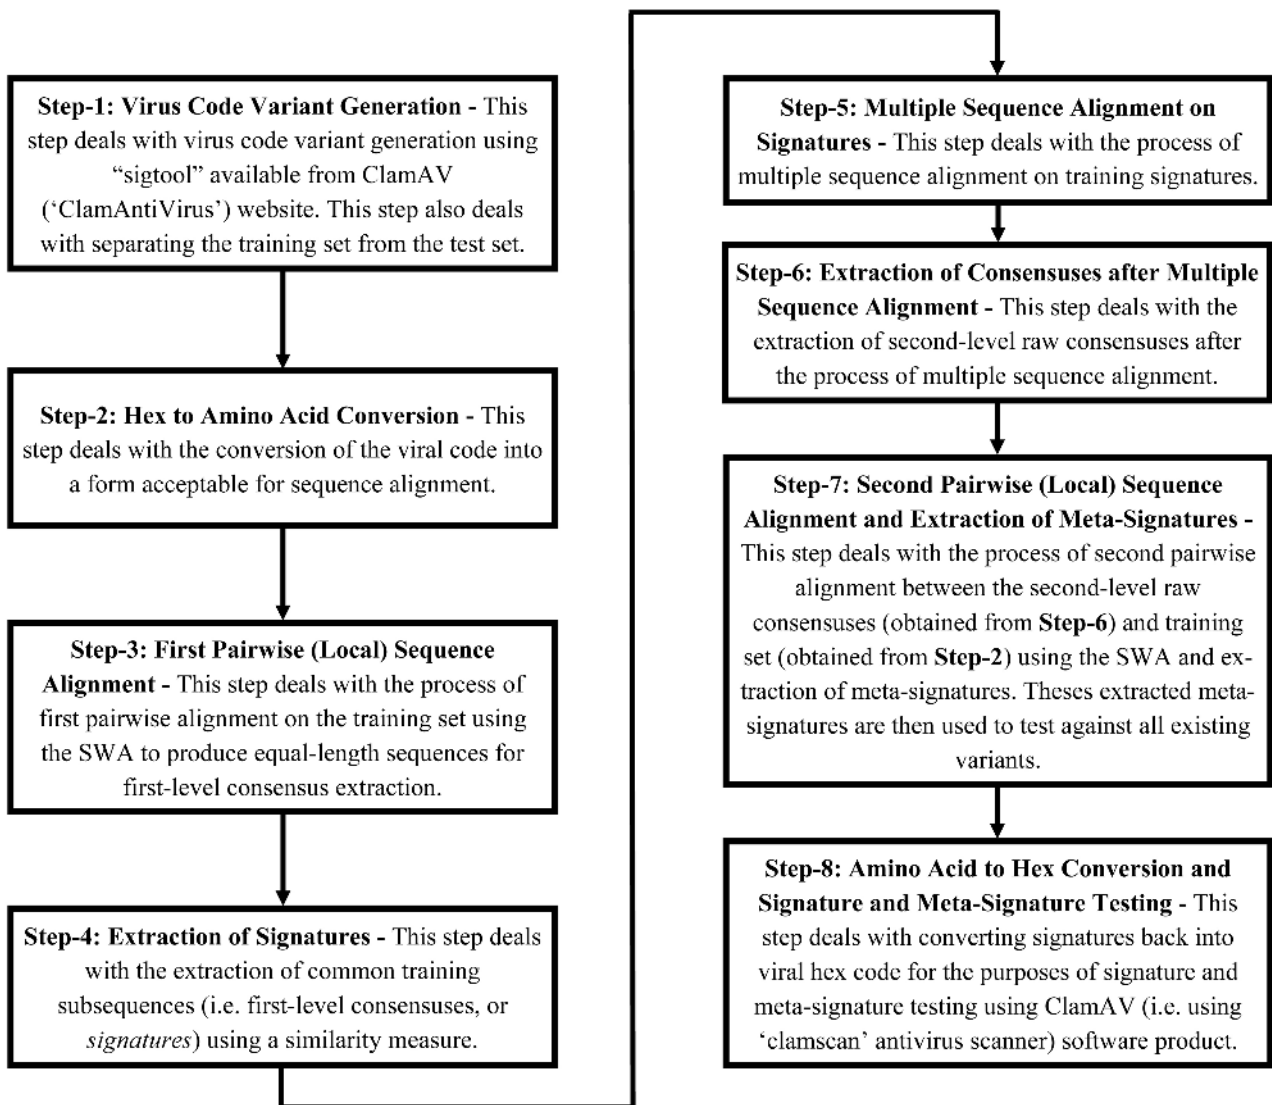 Step-1: Virus Code Variant Generation - This
step deals with virus code variant generation using
“sigtool” available from ClamAV
(‘ClamAntiVirus’) website. This step also deals
with separating the training set from the test set.
Step-2: Hex to Amino Acid Conversion - This
step deals with the conversion of the viral code into
a form acceptable for sequence alignment.
Step-3: First Pairwise (Local) Sequence
Alignment - This step deals with the process of
first pairwise alignment on the training set using
the SWA to produce equal-length sequences for
first-level consensus extraction.
Step-4: Extraction of Signatures - This step deals
with the extraction of common training
subsequences (i.e. first-level consensuses, or
signatures) using a similarity measure.
Step-5: Multiple Sequence Alignment on
Signatures - This step deals with the process of
multiple sequence alignment on training signatures.
Step-6: Extraction of Consensuses after Multiple
Sequence Alignment - This step deals with the
extraction of second-level raw consensuses after
the process of multiple sequence alignment.
Step-7: Second Pairwise (Local) Sequence
Alignment and Extraction of Meta-Signatures -
This step deals with the process of second pairwise
alignment between the second-level raw
consensuses (obtained from Step-6) and training
set (obtained from Step-2) using the SWA and ex-
traction of meta-signatures. Theses extracted meta-
signatures are then used to test against all existing
variants.
Step-8: Amino Acid to Hex Conversion and
Signature and Meta-Signature Testing - This
step deals with converting signatures back into
viral hex code for the purposes of signature and
meta-signature testing using ClamAV (i.e. using
‘clamscan’ antivirus scanner) software product.